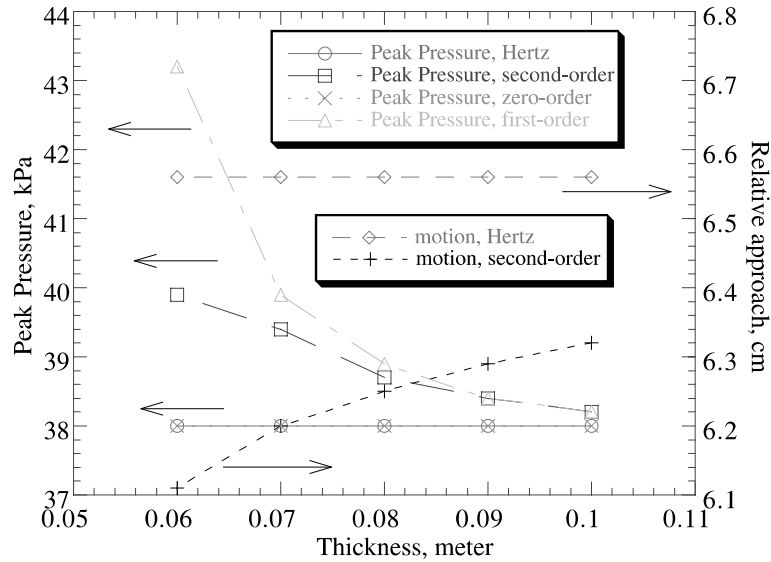 44
43
42
41
40
39
38
37
Peak Pressure, kPa
Peak Pressure, Hertz
Peak Pressure, second-order
Peak Pressure, zero-order
Peak Pressure, first-order
motion, Hertz
motion, second-order
6.8
6.7
6.6
6.5
6.4
6.3
6.2
6.1
Relative approach, cm
0.05
0.06
0.07
0.08
0.09
0.1
0.11
Thickness, meter